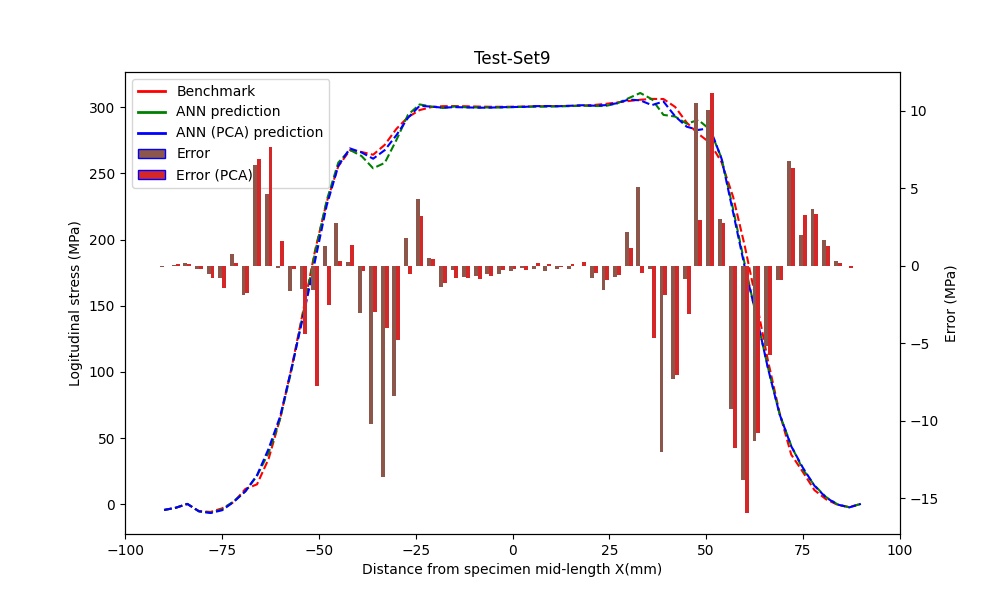 Test-Set9
Benchmark
ANN prediction
ANN (PCA) prediction
Error
Error (PCA)
300
250
200
150
100
50
0
Logitudinal stress (MPa)
10
5
0
−5
−10
−15
Error (MPa)
−100
−75
−50
−25
0
25
50
75
100
Distance from specimen mid-length X(mm)